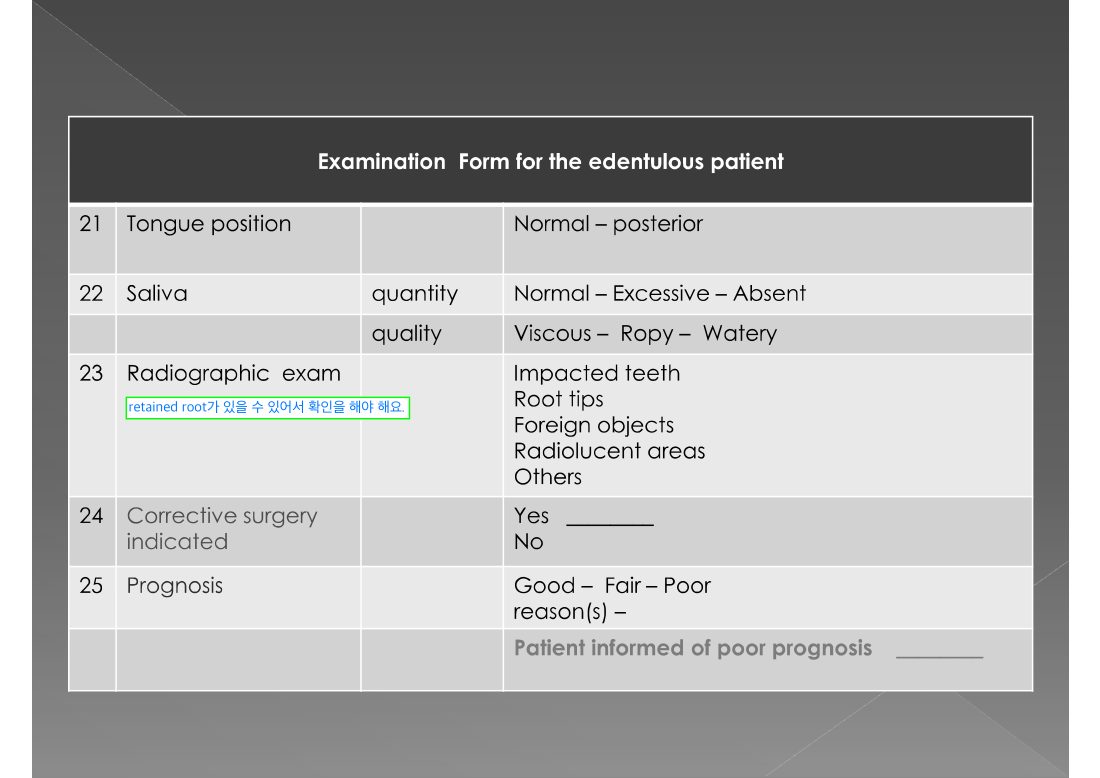 Examination Form for the edentulous patient
21 Tongue position Normal – posterior
22 Saliva quantity Normal – Excessive – Absent
quality Viscous – Ropy – Watery
23 Radiographic exam Impacted teeth
retained root가 있을 수 있어서 확인을 해야 해요. Root tips
Foreign objects
Radiolucent areas
Others
24 Corrective surgery Yes ________
indicated No
25 Prognosis Good – Fair – Poor
reason(s) –
Patient informed of poor prognosis ________